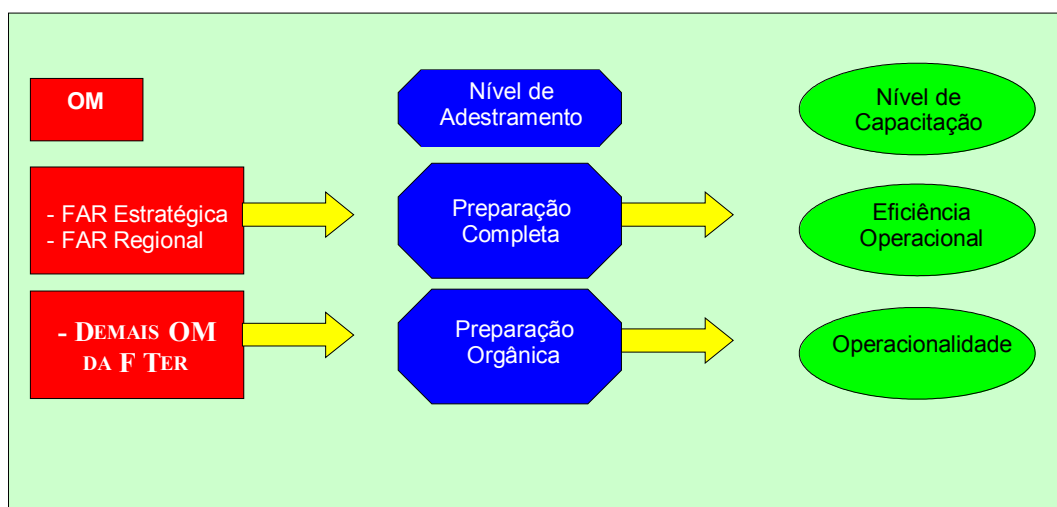 OM
Nível de
Adestramento
Nível de
Capacitação
- FAR Estratégica
- FAR Regional
Preparação
Completa
Eficiência
Operacional
- DEMAIS OM
DA F TER
Preparação
Orgânica
Operacionalidade